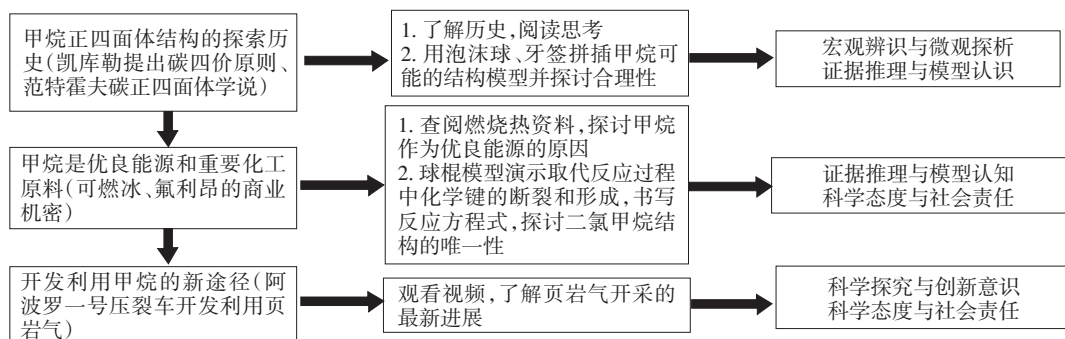 甲烷正四面体结构的探索历
史(凯库勒提出碳四价原则、
范特霍夫碳正四面体学说)
1. 了解历史,阅读思考
2. 用泡沫球、牙签拼插甲烷可
能的结构模型并探讨合理性
宏观辨识与微观探析
证据推理与模型认识
甲烷是优良能源和重要化工
原料(可燃冰、氟利昂的商业
机密)
1. 查阅燃烧热资料,探讨甲烷
作为优良能源的原因
2. 球棍模型演示取代反应过程
中化学键的断裂和形成,书写
反应方程式,探讨二氯甲烷结
构的唯一性
证据推理与模型认知
科学态度与社会责任
开发利用甲烷的新途径(阿
波罗一号压裂车开发利用页
岩气)
观看视频,了解页岩气开采的
最新进展
科学探究与创新意识
科学态度与社会责任